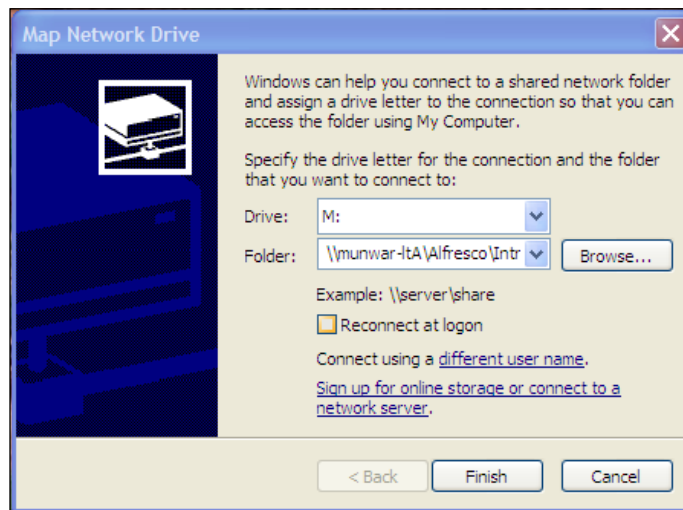 Map Network Drive
Windows can help you connect to a shared network folder
and assign a drive letter to the connection so that you can
access the folder using My Computer.
Specify the drive letter for the connection and the folder
that you want to connect to:
Drive: M:
Folder: \\munwar-ltA\Alfresco\Intr Browse...
Example: \\server\share
Reconnect at logon
Connect using a different user name.
Sign up for online storage or connect to a
network server.
< Back Finish Cancel